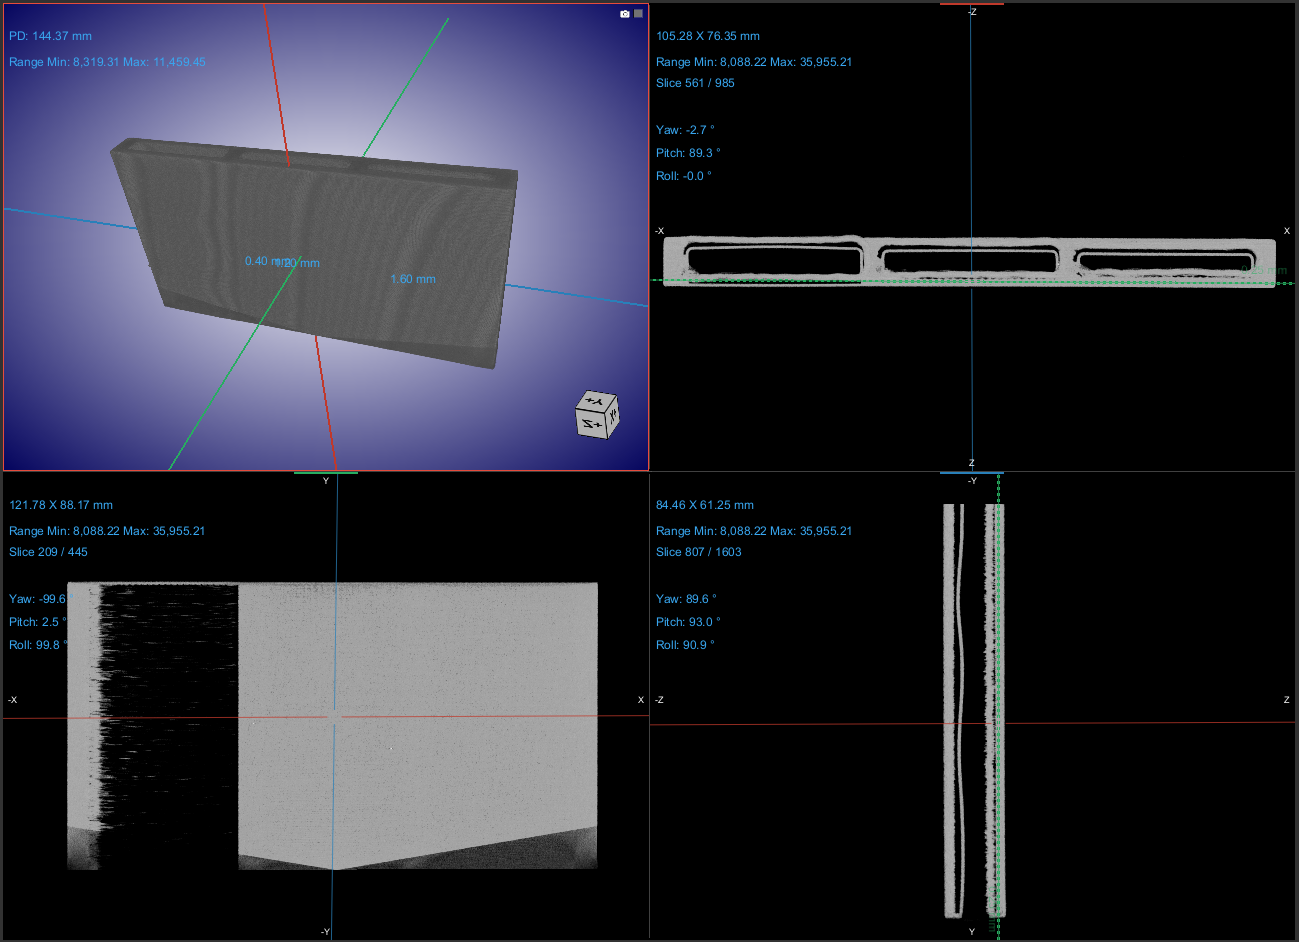 PD: 144.37 mm
Range Min: 8,319.31 Max: 11,459.45
0.40 mm
1.20 mm
1.60 mm
+Y
+Z
-Z
105.28 X 76.35 mm
Range Min: 8,088.22 Max: 35,955.21
Slice 561 / 985
Yaw: -2.7 °
Pitch: 89.3 °
Roll: -0.0 °
-X
X
Z
Y
121.78 X 88.17 mm
Range Min: 8,088.22 Max: 35,955.21
Slice 209 / 445
Yaw: -99.6 °
Pitch: 2.5 °
Roll: 99.8 °
-X
X
-Y
-Y
84.46 X 61.25 mm
Range Min: 8,088.22 Max: 35,955.21
Slice 807 / 1603
Yaw: 89.6 °
Pitch: 93.0 °
Roll: 90.9 °
-Z
Z
Y